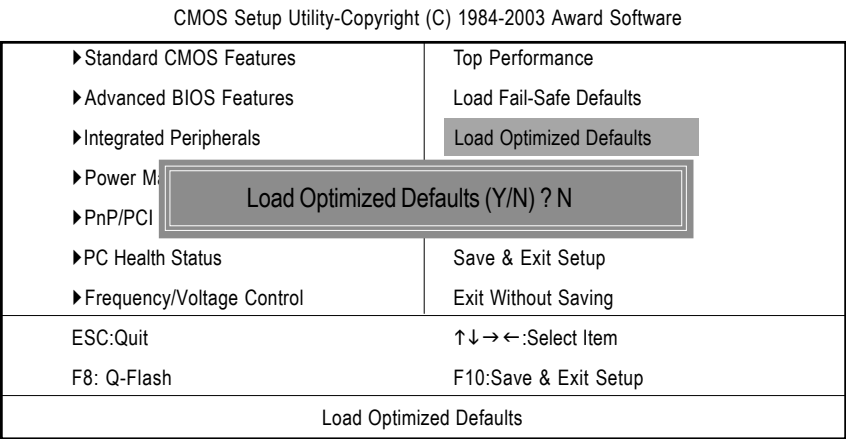 CMOS Setup Utility-Copyright (C) 1984-2003 Award Software
▶Standard CMOS Features Top Performance
▶Advanced BIOS Features Load Fail-Safe Defaults
▶Integrated Peripherals Load Optimized Defaults
▶Power
Load Optimized Defaults (Y/N) ? N
▶PnP/PCI
▶PC Health Status Save & Exit Setup
▶Frequency/Voltage Control Exit Without Saving
ESC:Quit ↑↓→←:Select Item
F8: Q-Flash F10:Save & Exit Setup
Load Optimized Defaults